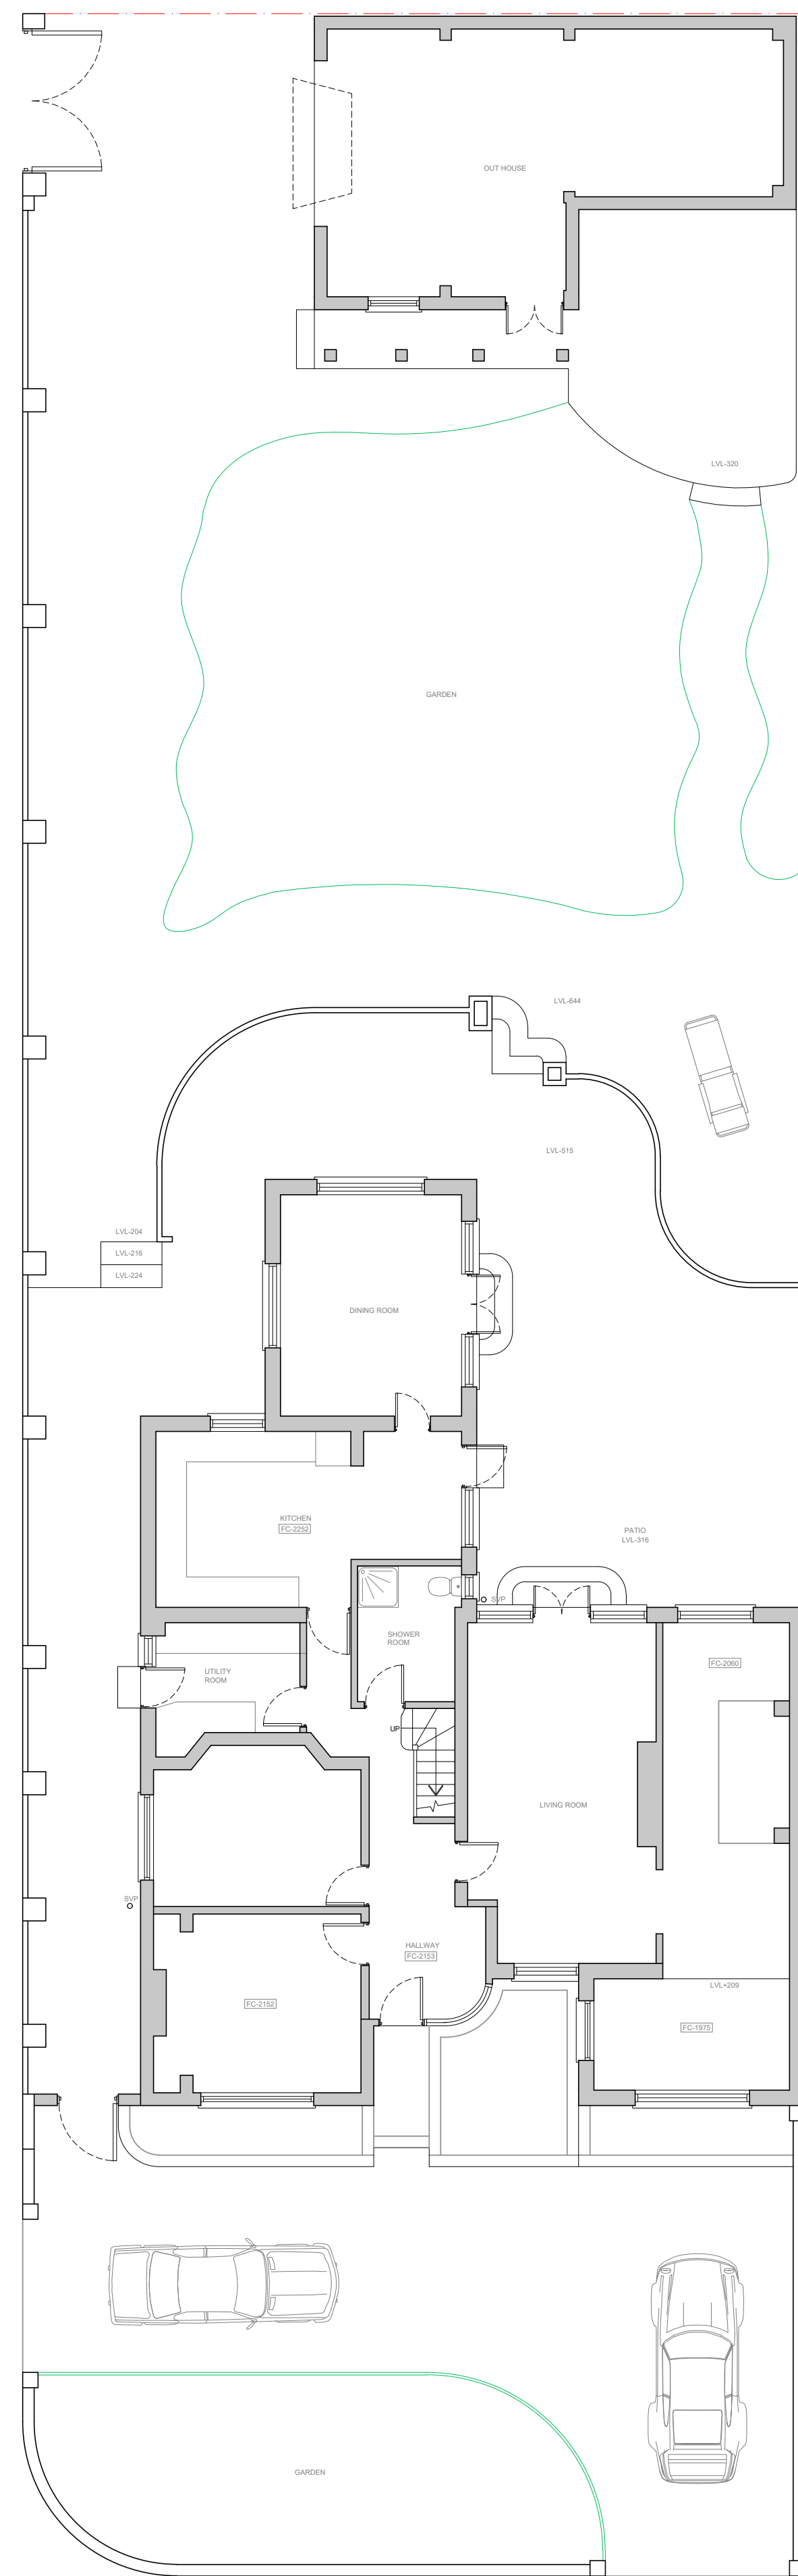 OUT HOUSE
LVL-320
GARDEN
LVL-644
LVL-515
LVL-204
LVL-216
LVL-224
DINING ROOM
KITCHEN
FC-2252
PATIO
LVL-316
SVP
SHOWER
ROOM
FC-2060
UTILITY
ROOM
UP
LIVING ROOM
SVP
HALLWAY
FC-2153
LVL+209
FC-2152
FC-1975
GARDEN